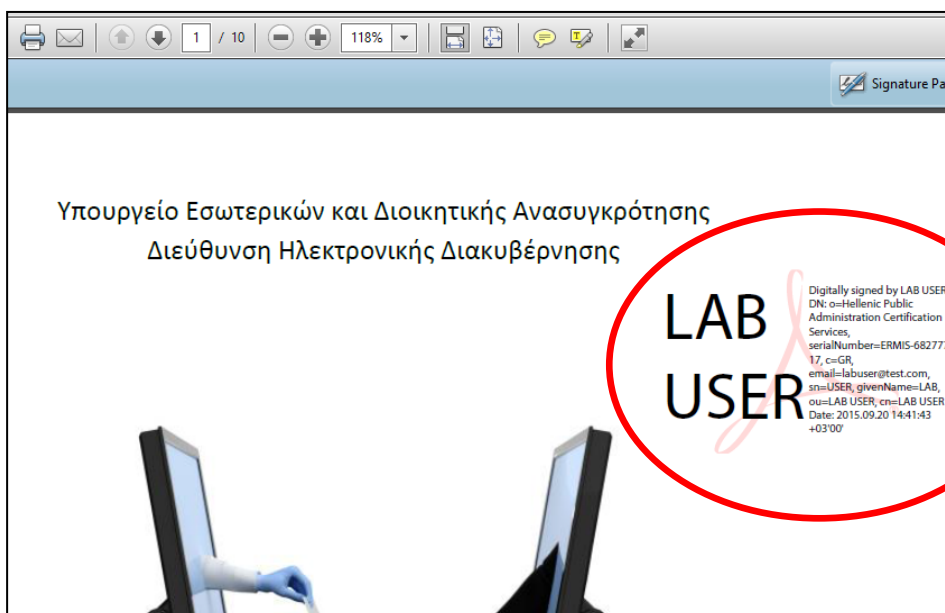 1 / 10 118%
Signature Pa
Υπουργείο Εσωτερικών και Διοικητικής Ανασυγκρότησης
Διεύθυνση Ηλεκτρονικής Διακυβέρνησης
LAB
USER
Digitally signed by LAB USER
DN: o=Hellenic Public
Administration Certification
Services,
serialNumber=ERMIS-682777
17, c=GR,
email=labuser@test.com,
sn=USER, givenName=LAB,
ou=LAB USER, cn=LAB USER
Date: 2015.09.20 14:41:43
+03'00'